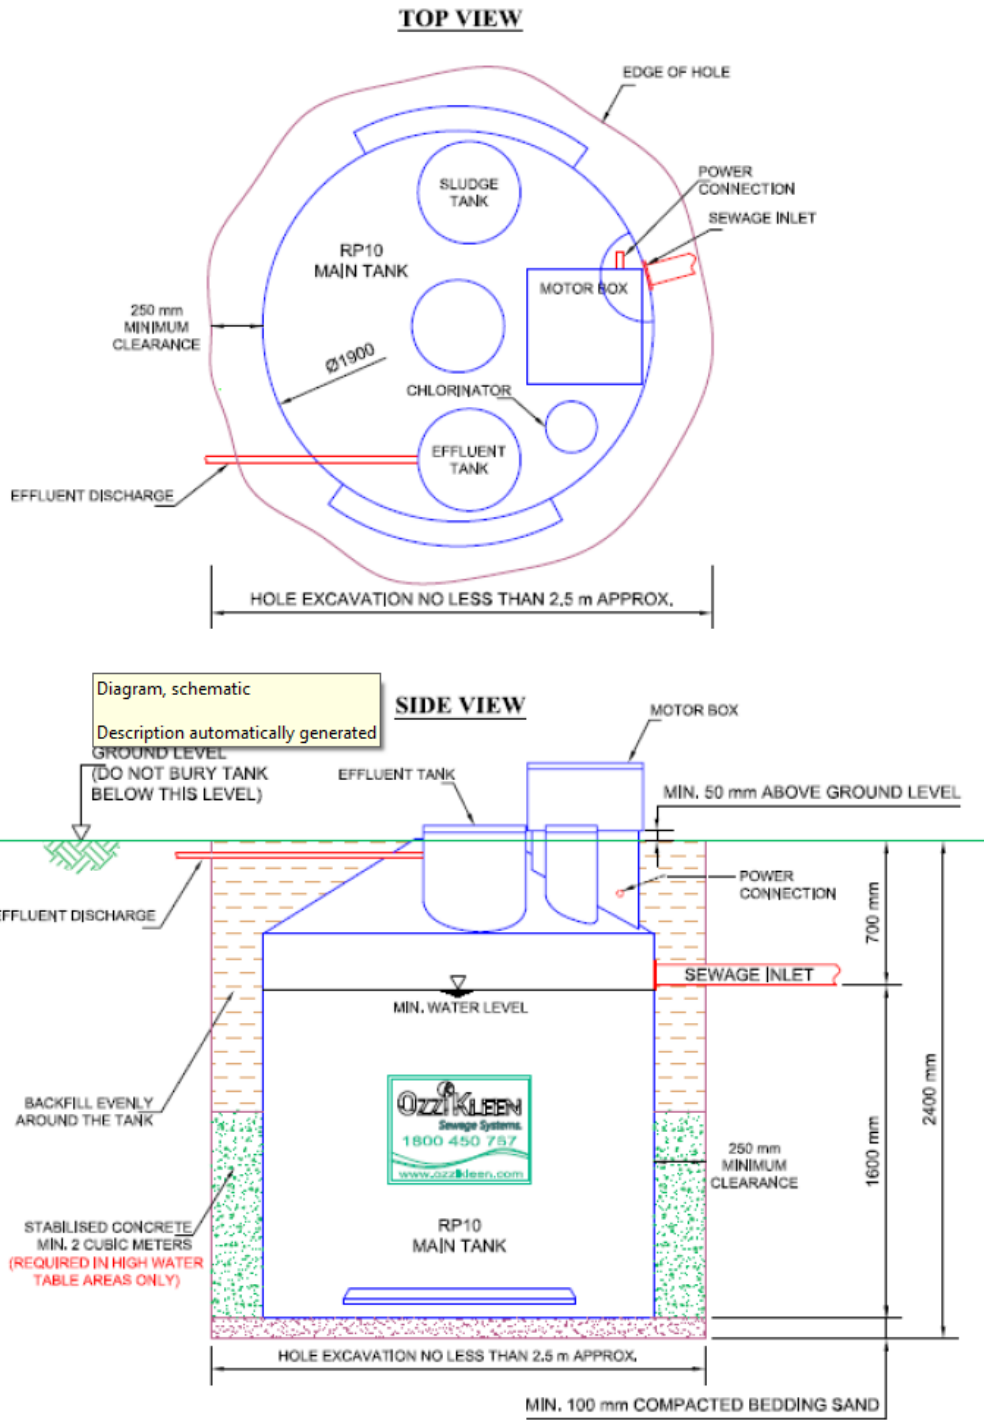 TOP VIEW
EDGE OF HOLE
POWER
CONNECTION
SEWAGE INLET
SLUDGE
TANK
RP10
MAIN TANK
MOTOR BOX
250 mm
MINIMUM
CLEARANCE
Ø1900
CHLORINATOR
EFFLUENT
TANK
EFFLUENT DISCHARGE
HOLE EXCAVATION NO LESS THAN 2.5 m APPROX.
Diagram, schematic
Description automatically generated
SIDE VIEW
MOTOR BOX
GROUND LEVEL
(DO NOT BURY TANK
BELOW THIS LEVEL)
EFFLUENT TANK
MIN. 50 mm ABOVE GROUND LEVEL
POWER
CONNECTION
700 mm
EFFLUENT DISCHARGE
SEWAGE INLET
MIN. WATER LEVEL
BACKFILL EVENLY
AROUND THE TANK
OZZI KLEEN
Sewage Systems.
1800 450 767
www.ozzikleen.com
2400 mm
1600 mm
250 mm
MINIMUM
CLEARANCE
STABILISED CONCRETE
MIN. 2 CUBIC METERS
(REQUIRED IN HIGH WATER
TABLE AREAS ONLY)
RP10
MAIN TANK
HOLE EXCAVATION NO LESS THAN 2.5 m APPROX.
MIN. 100 mm COMPACTED BEDDING SAND